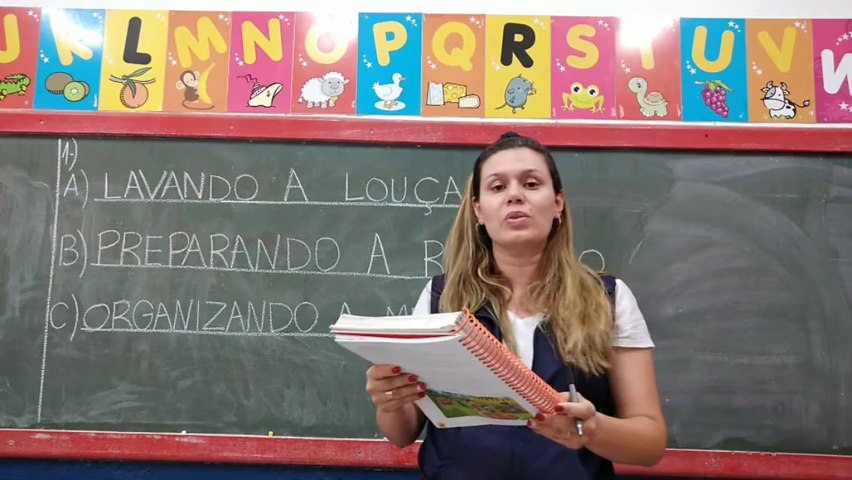 J K L M N O P Q R S T U V W
1)
A) LAVANDO A LOUÇA
B) PREPARANDO A
C) ORGANIZANDO A